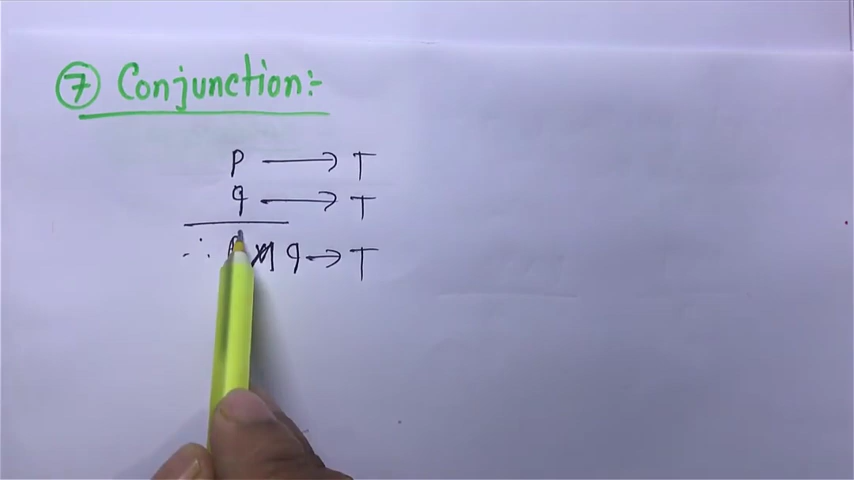 ⑦ Conjunction:-
P → T
q → T
∴ q → T